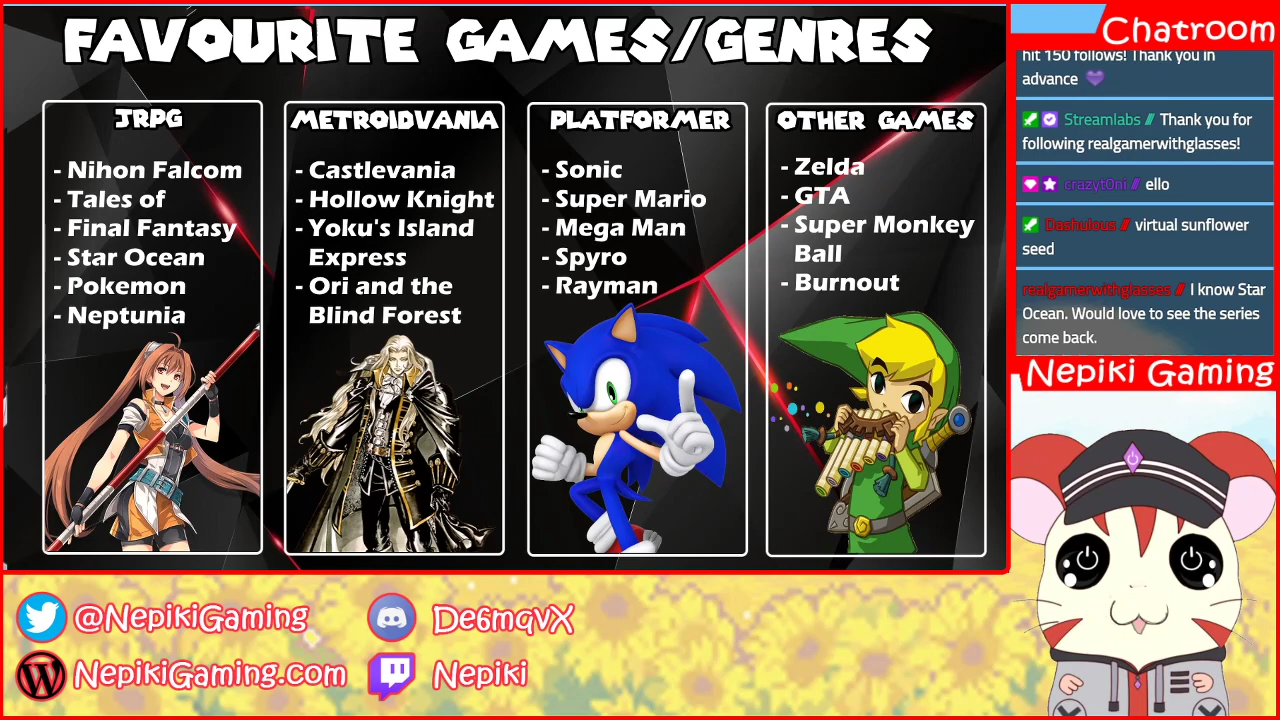 FAVOURITE GAMES/GENRES
JRPG
- Nihon Falcom
- Tales of
- Final Fantasy
- Star Ocean
- Pokemon
- Neptunia
METROIDVANIA
- Castlevania
- Hollow Knight
- Yoku's Island
Express
- Ori and the
Blind Forest
PLATFORMER
- Sonic
- Super Mario
- Mega Man
- Spyro
- Rayman
OTHER GAMES
- Zelda
- GTA
- Super Monkey
Ball
- Burnout
Chatroom
hit 150 follows! Thank you in
advance 💜
Streamlabs // Thank you for
following realgamerwithglasses!
crazyt0ni // ello
Dashulous // virtual sunflower
seed
realgamerwithglasses // I know Star
Ocean. Would love to see the series
come back.
Nepiki Gaming
@NepikiGaming
De6mqvX
NepikiGaming.com
Nepiki